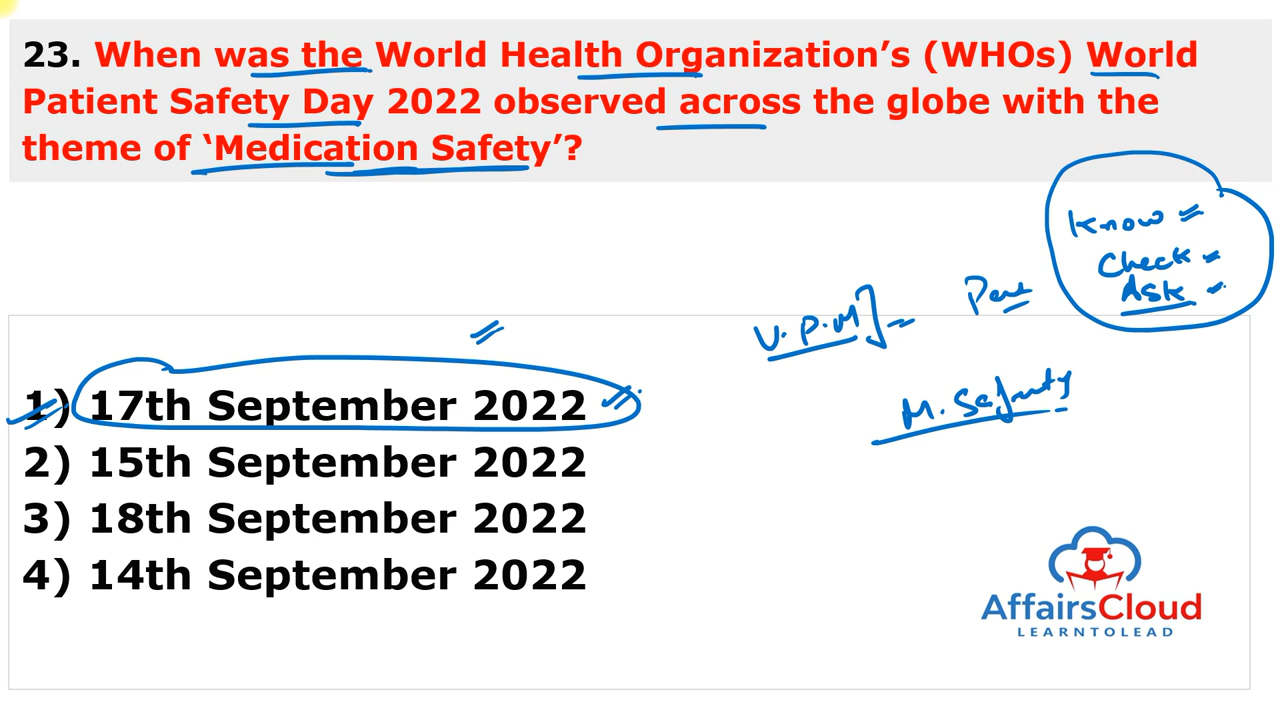 23. When was the World Health Organization’s (WHOs) World
Patient Safety Day 2022 observed across the globe with the
theme of ‘Medication Safety’?
Know
Check
Ask
V.P.M
M. Safety
1) 17th September 2022
2) 15th September 2022
3) 18th September 2022
4) 14th September 2022
AffairsCloud
LEARNTOLEAD